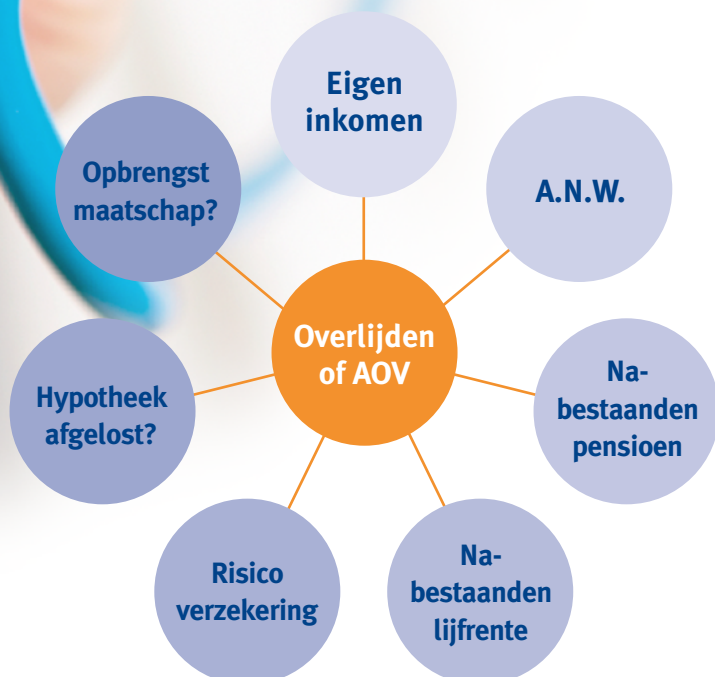 Eigen
inkomen
A.N.W.
Na-
bestaanden
pensioen
Na-
bestaanden
lijfrente
Risico
verzekering
Hypotheek
afgelost?
Opbrengst
maatschap?
Overlijden
of AOV